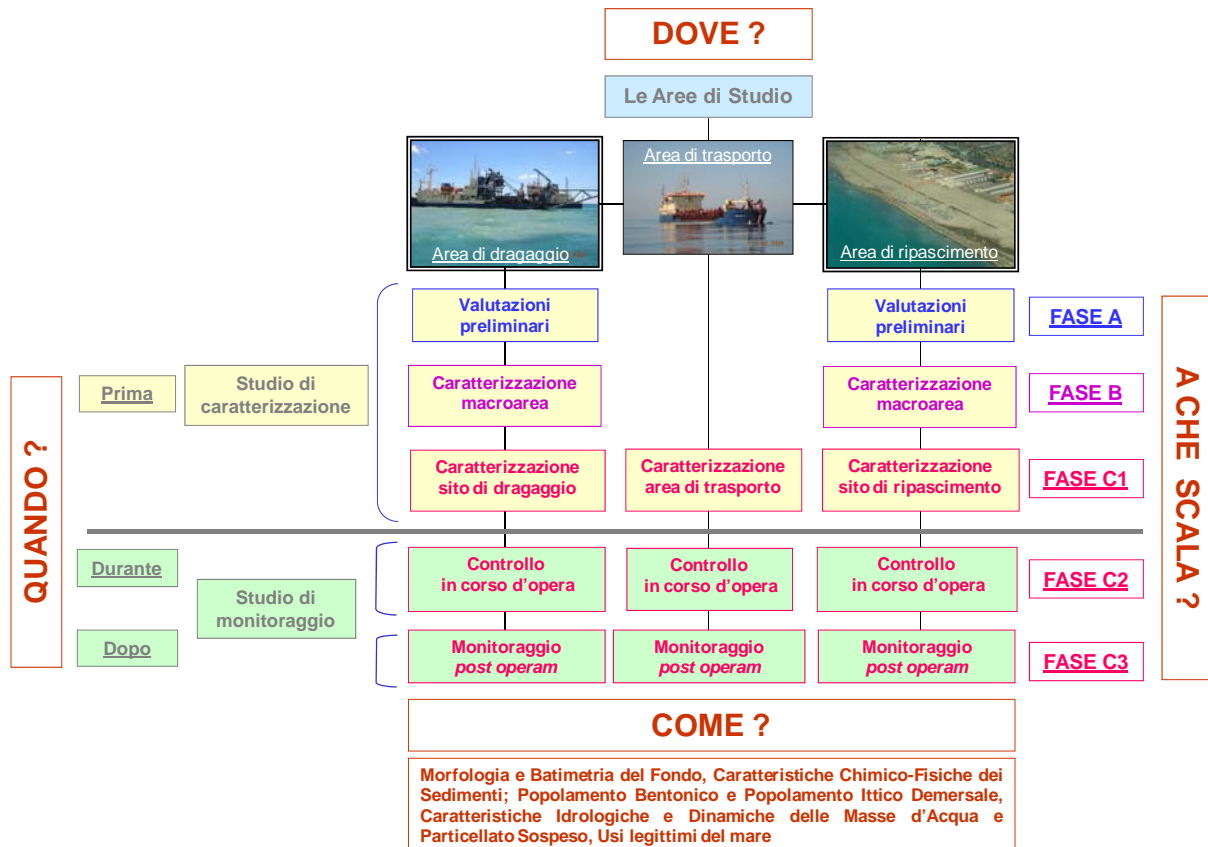 DOVE ?
Le Aree di Studio
Area di dragaggio
Area di trasporto
Area di ripascimento
Valutazioni
preliminari
Valutazioni
preliminari
FASE A
QUANDO ?
A CHE SCALA ?
Prima
Studio di
caratterizzazione
Caratterizzazione
macroarea
Caratterizzazione
macroarea
FASE B
Caratterizzazione
sito di dragaggio
Caratterizzazione
area di trasporto
Caratterizzazione
sito di ripascimento
FASE C1
Durante
Studio di
monitoraggio
Controllo
in corso d'opera
Controllo
in corso d'opera
Controllo
in corso d'opera
FASE C2
Dopo
Monitoraggio
post operam
Monitoraggio
post operam
Monitoraggio
post operam
FASE C3
COME ?
Morfologia e Batimetria del Fondo, Caratteristiche Chimico-Fisiche dei
Sedimenti; Popolamento Bentonico e Popolamento Ittico Demersale,
Caratteristiche Idrologiche e Dinamiche delle Masse d'Acqua e
Particellato Sospeso, Usi legittimi del mare